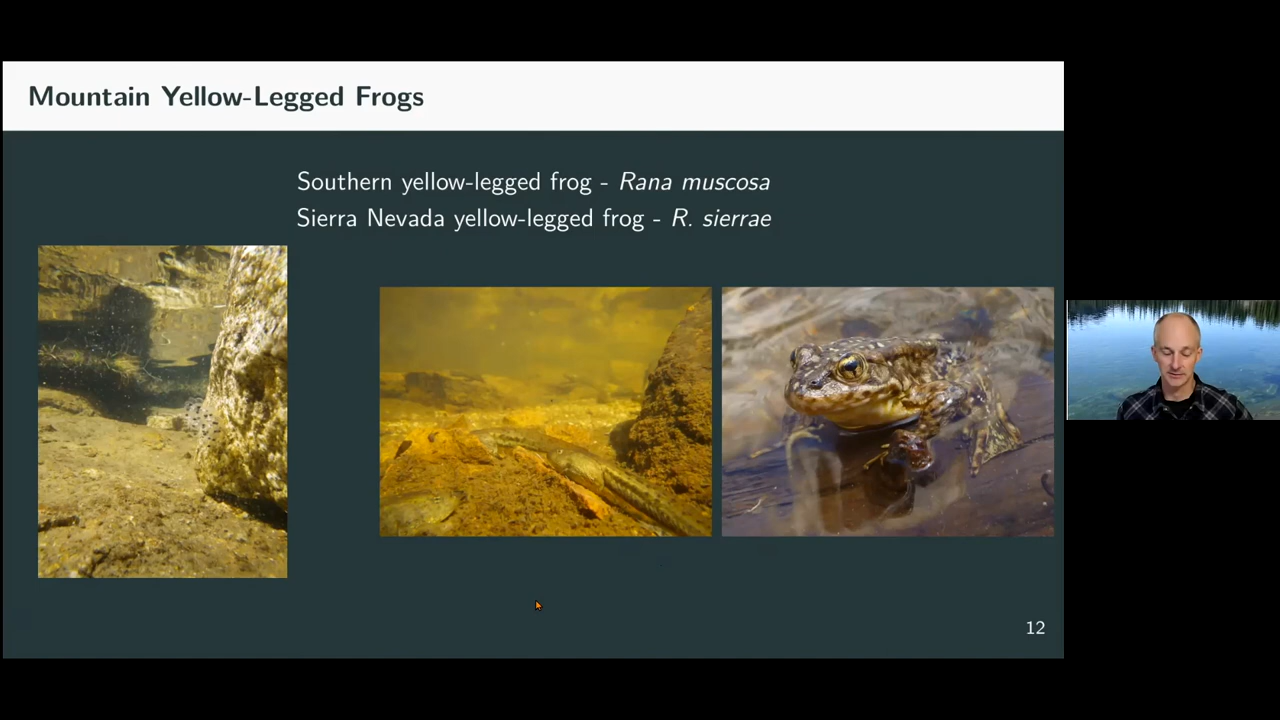 Mountain Yellow-Legged Frogs
Southern yellow-legged frog - Rana muscosa
Sierra Nevada yellow-legged frog - R. sierrae
12